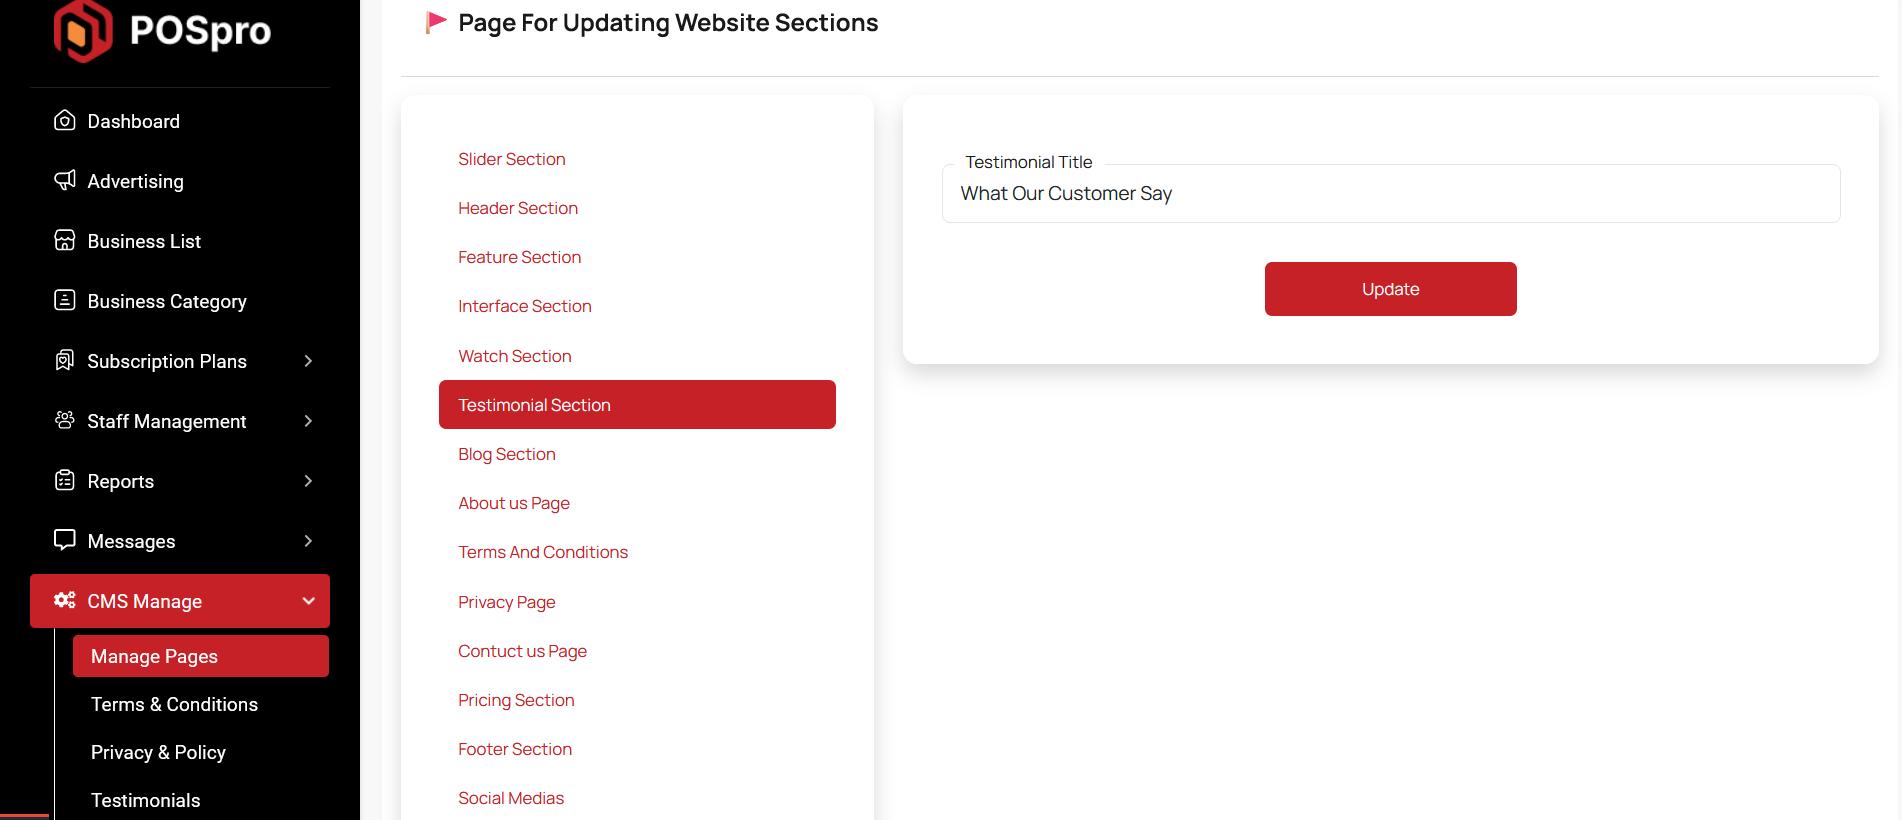 POSpro
Dashboard
Advertising
Business List
Business Category
Subscription Plans
Staff Management
Reports
Messages
CMS Manage
Manage Pages
Terms & Conditions
Privacy & Policy
Testimonials
Page For Updating Website Sections
Slider Section
Header Section
Feature Section
Interface Section
Watch Section
Testimonial Section
Blog Section
About us Page
Terms And Conditions
Privacy Page
Contuct us Page
Pricing Section
Footer Section
Social Medias
Testimonial Title
What Our Customer Say
Update